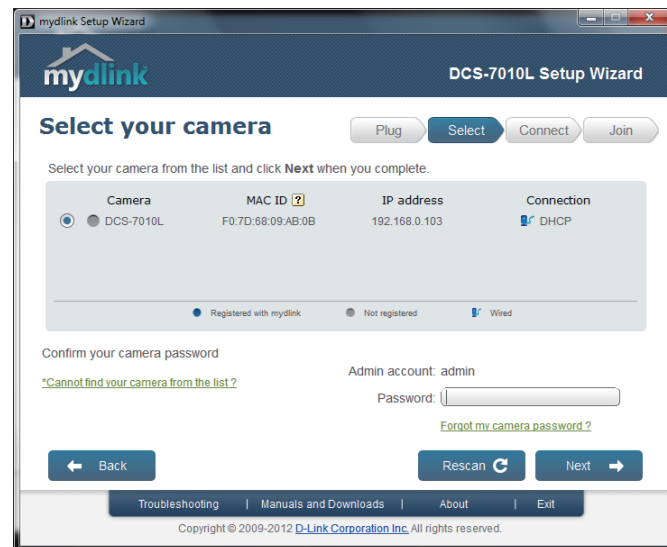 mydlink Setup Wizard
mydlink
DCS-7010L Setup Wizard
Select your camera
Plug Select Connect Join
Select your camera from the list and click Next when you complete.
Camera MAC ID ? IP address Connection
DCS-7010L F0:7D:68:09:AB:0B 192.168.0.103 DHCP
Registered with mydlink Not registered Wired
Confirm your camera password
*Cannot find your camera from the list ?
Admin account: admin
Password:
Forgot my camera password ?
Back Rescan Next
Troubleshooting | Manuals and Downloads | About | Exit
Copyright © 2009-2012 D-Link Corporation Inc. All rights reserved.